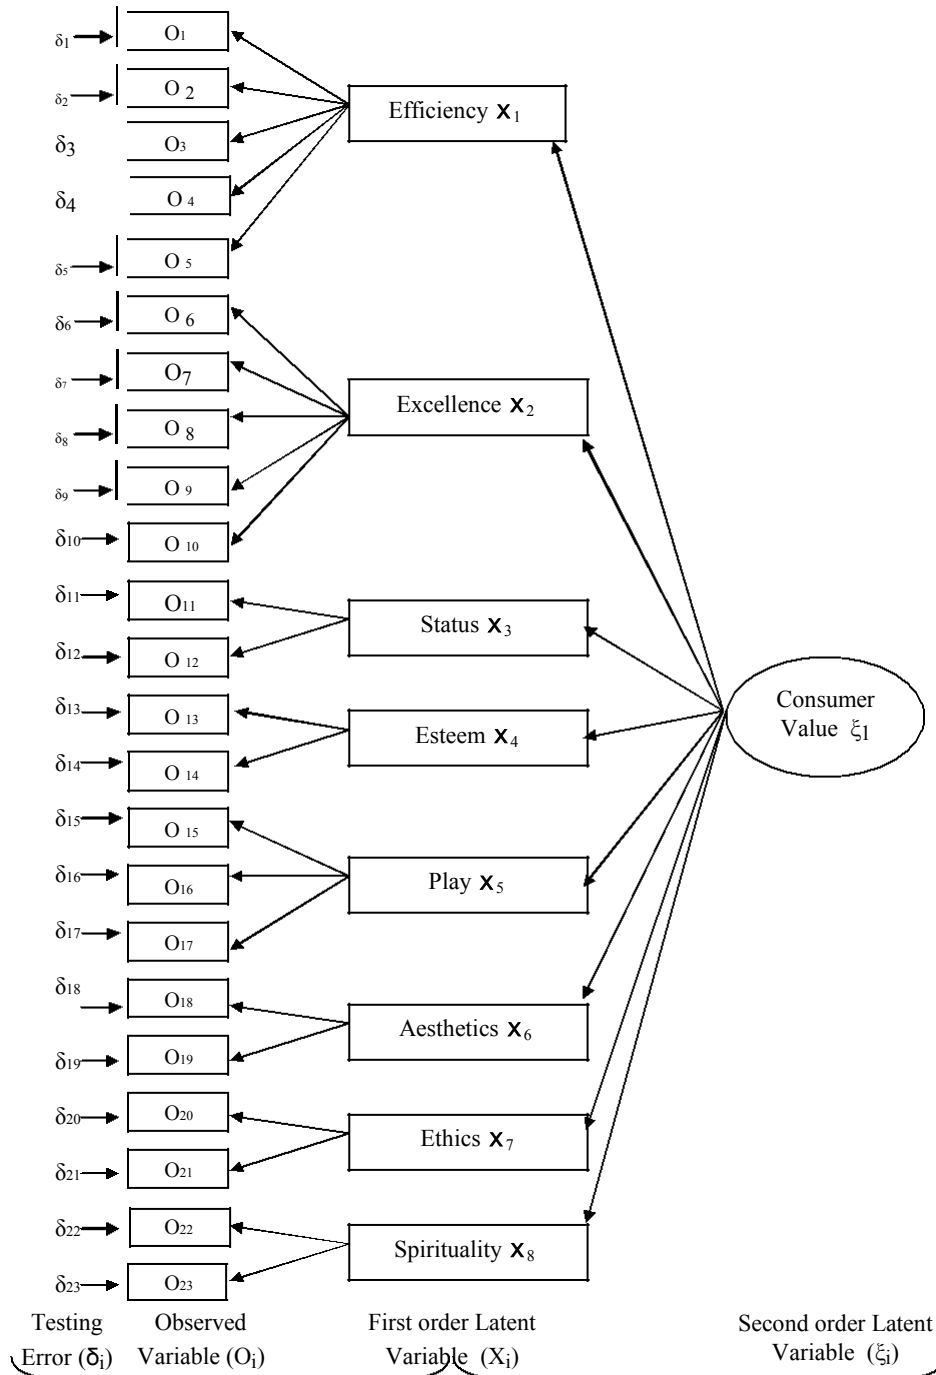 δ1 O1
δ2 O 2
Efficiency X1
δ3 O3
δ4 O 4
δ5 O 5
δ6 O 6
δ7 O7
Excellence X2
δ8 O 8
δ9 O 9
δ10 O 10
δ11 O11
Status X3
δ12 O 12
δ13 O 13
Esteem X4
δ14 O 14
Consumer
Value ξ1
δ15 O 15
δ16 O16
Play X5
δ17 O17
δ18 O18
Aesthetics X6
δ19 O19
δ20 O20
Ethics X7
δ21 O21
δ22 O22
Spirituality X8
δ23 O23
Testing
Error (δi)
Observed
Variable (Oi)
First order Latent
Variable (Xi)
Second order Latent
Variable (ξi)